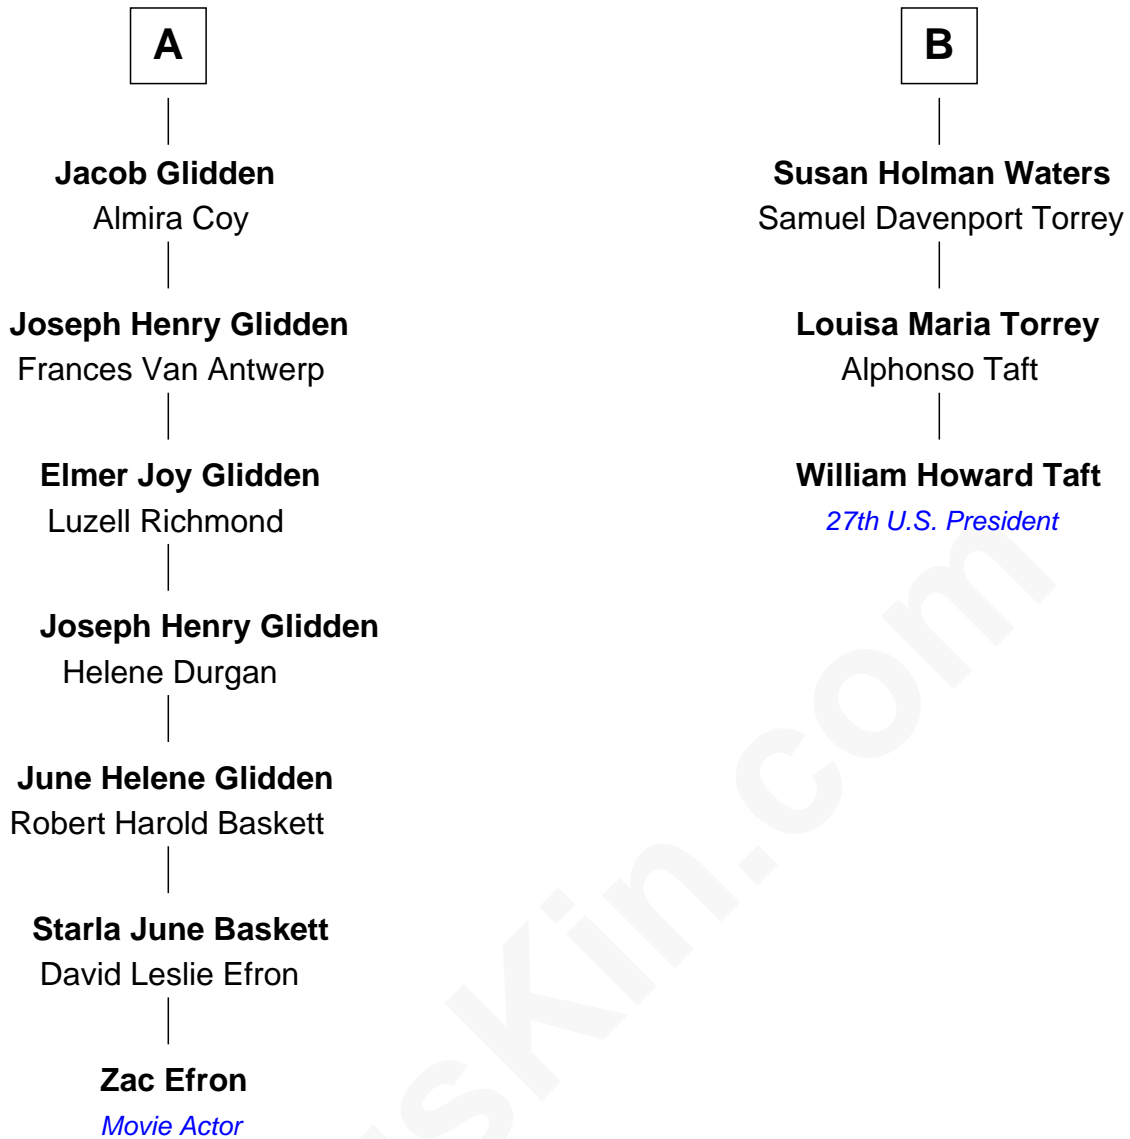 A
Jacob Glidden
Almira Coy
Joseph Henry Glidden
Frances Van Antwerp
Elmer Joy Glidden
Luzell Richmond
Joseph Henry Glidden
Helene Durgan
June Helene Glidden
Robert Harold Baskett
Starla June Baskett
David Leslie Efron
Zac Efron
Movie Actor
B
Susan Holman Waters
Samuel Davenport Torrey
Louisa Maria Torrey
Alphonso Taft
William Howard Taft
27th U.S. President
sKin.com